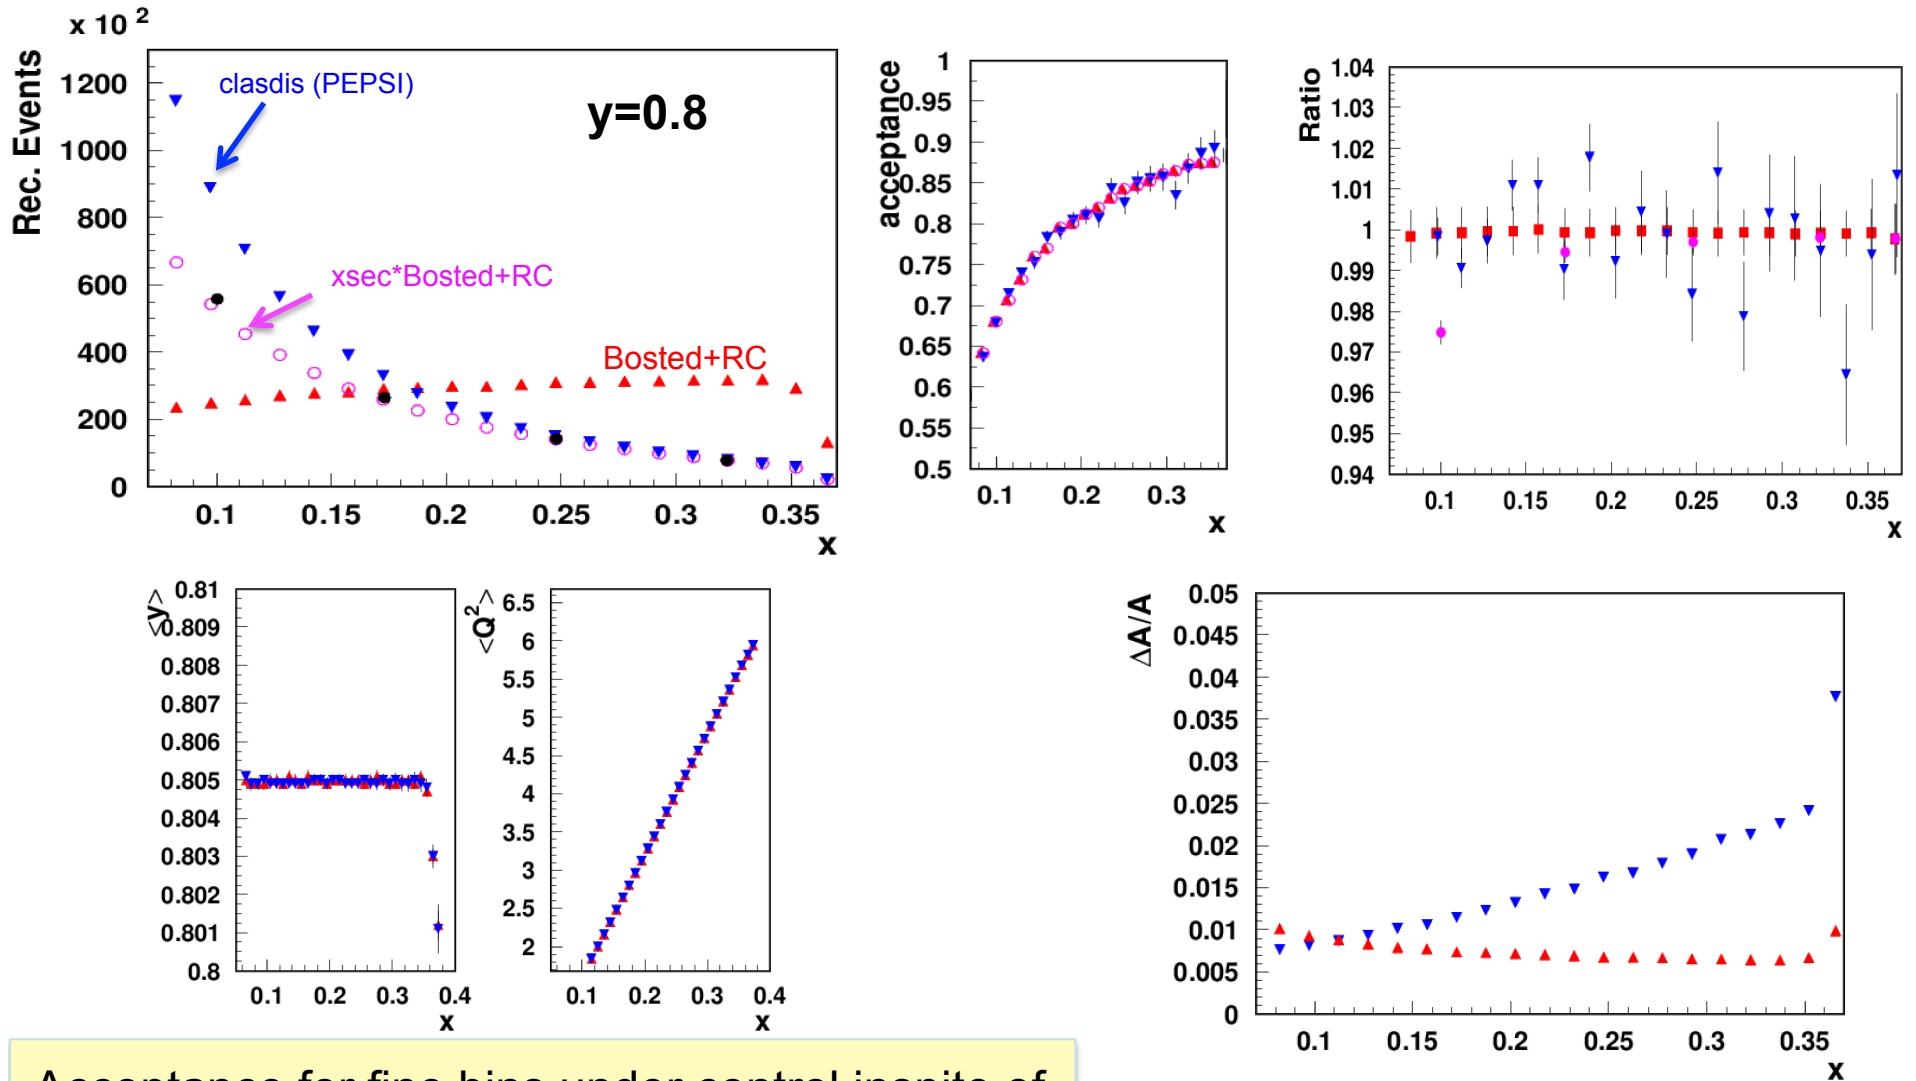 x 10 2
Rec. Events
1200
1000
800
600
400
200
0
clasdis (PEPSI)
y=0.8
xsec*Bosted+RC
Bosted+RC
0.1 0.15 0.2 0.25 0.3 0.35
x
acceptance
1
0.95
0.9
0.85
0.8
0.75
0.7
0.65
0.6
0.55
0.5
0.1 0.2 0.3
x
Ratio
1.04
1.03
1.02
1.01
1
0.99
0.98
0.97
0.96
0.95
0.94
0.1 0.15 0.2 0.25 0.3 0.35
x
<y>
0.81
0.809
0.808
0.807
0.806
0.805
0.804
0.803
0.802
0.801
0.8
0.1 0.2 0.3 0.4
x
<Q2>
6.5
6
5.5
5
4.5
4
3.5
3
2.5
2
0.1 0.2 0.3 0.4
x
ΔA/A
0.05
0.045
0.04
0.035
0.03
0.025
0.02
0.015
0.01
0.005
0
0.1 0.15 0.2 0.25 0.3 0.35
x
Acceptance for fine bins under control inspite of